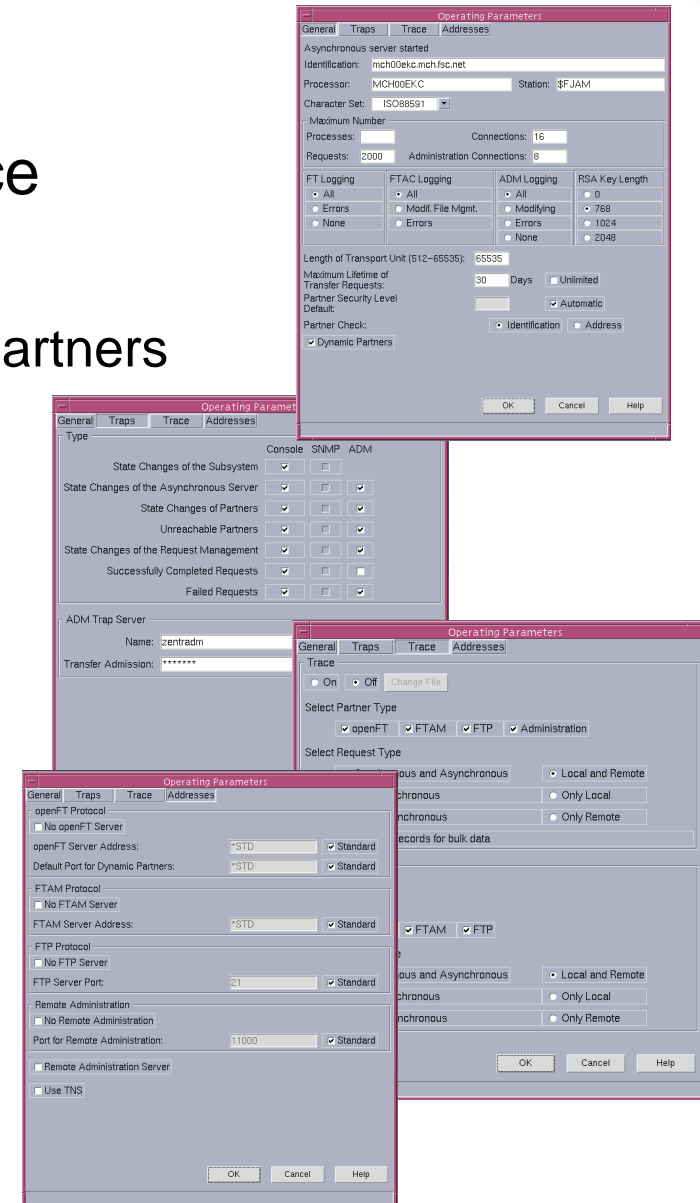 ce
artners
Operating Parameters
General Traps Trace Addresses
Asynchronous server started
Identification: mch00ekc.mch.fsc.net
Processor: MCH00EKC Station: $FJAM
Character Set: ISO88591
Maximum Number
Processes: Connections: 16
Requests: 2000 Administration Connections: 8
FT Logging FTAC Logging ADM Logging RSA Key Length
All All All 0
Errors Modif. File Mgmt. Modifying 768
None Errors Errors 1024
None 2048
Length of Transport Unit (512-65535): 65535
Maximum Lifetime of
Transfer Requests: 30 Days Unlimited
Partner Security Level
Default: Automatic
Partner Check: Identification Address
Dynamic Partners
OK Cancel Help
Operating Paramet
General Traps Trace Addresses
Type
Console SNMP ADM
State Changes of the Subsystem
State Changes of the Asynchronous Server
State Changes of Partners
Unreachable Partners
State Changes of the Request Management
Successfully Completed Requests
Failed Requests
ADM Trap Server
Name: zentradm
Transfer Admission: *******
Operating Parameters
General Traps Trace Addresses
Trace
On Off Change File
Select Partner Type
openFT FTAM FTP Administration
Select Request Type
ous and Asynchronous Local and Remote
chronous Only Local
nchronous Only Remote
ecords for bulk data
FTAM FTP
e
ous and Asynchronous Local and Remote
chronous Only Local
nchronous Only Remote
OK Cancel Help
Operating Parameters
General Traps Trace Addresses
openFT Protocol
No openFT Server
openFT Server Address: *STD Standard
Default Port for Dynamic Partners: *STD Standard
FTAM Protocol
No FTAM Server
FTAM Server Address: *STD Standard
FTP Protocol
No FTP Server
FTP Server Port: 21 Standard
Remote Administration
No Remote Administration
Port for Remote Administration: 11000 Standard
Remote Administration Server
Use TNS
OK Cancel Help